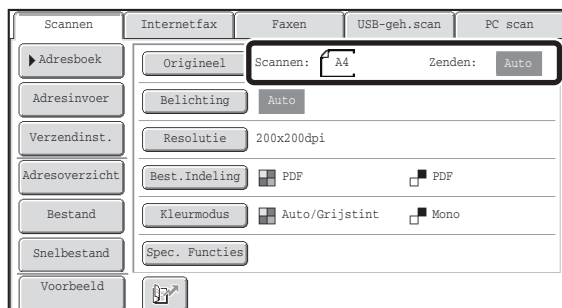 Scannen Internetfax Faxen USB-geh.scan PC scan
Adresboek Origineel Scannen: A4 Zenden: Auto
Adresinvoer Belichting Auto
Verzendinst. Resolutie 200x200dpi
Adresoverzicht Best.Indeling PDF PDF
Bestand Kleurmodus Auto/Grijstint Mono
Snelbestand Spec. Functies
Voorbeeld